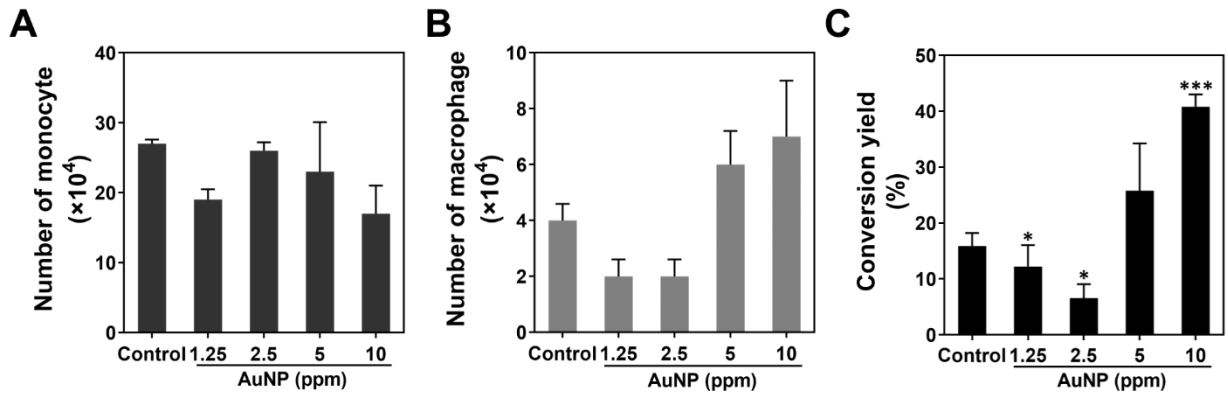 A
Number of monocyte
(×10⁴)
40
30
20
10
0
Control 1.25 2.5 5 10
AuNP (ppm)
B
Number of macrophage
(×10⁴)
10
8
6
4
2
0
Control 1.25 2.5 5 10
AuNP (ppm)
C
Conversion yield
(%)
50
40
30
20
10
0
*
*
***
Control 1.25 2.5 5 10
AuNP (ppm)